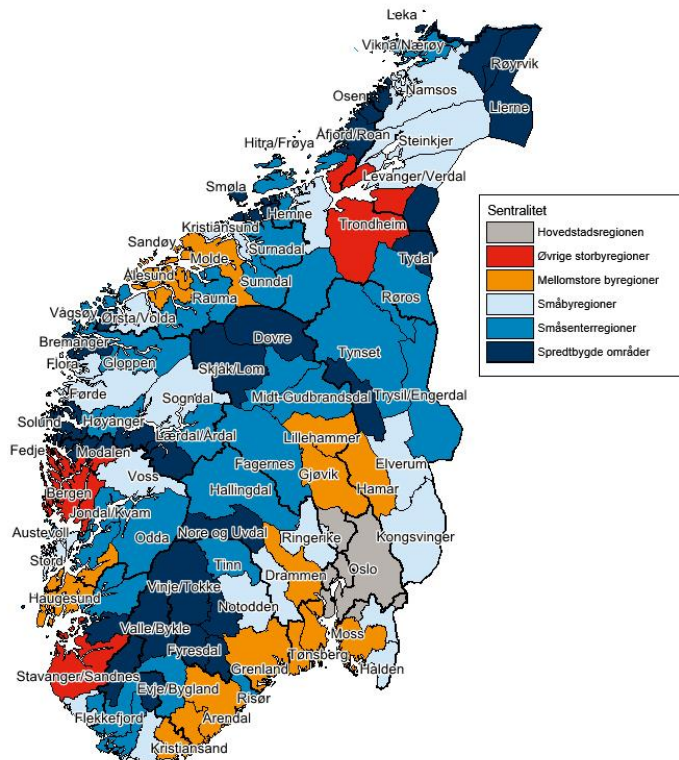 Leka
Vikna/Nærøy
Røyrvik
Namsos
Osen
Lierne
Åfjord/Roan
Steinkjer
Hitra/Frøya
Levanger/Verdal
Smøla
Hemne
Trondheim
Kristiansund
Sandøy
Surnadal
Molde
Tydal
Ålesund
Sunndal
Rauma
Røros
Vågsøy
Ørsta/Volda
Dovre
Bremanger
Tynset
Flora
Gloppen
Skjåk/Lom
Førde
Midt-Gudbrandsdal
Trysil/Engerdal
Sogndal
Solund
Høyanger
Lærdal/Årdal
Lillehammer
Fedje
Modalen
Fagernes
Elverum
Voss
Gjøvik
Bergen
Hallingdal
Hamar
Jondal/Kvam
Austevoll
Odda
Nore og Uvdal
Ringerike
Kongsvinger
Stord
Tinn
Drammen
Oslo
Haugesund
Vinje/Tokke
Notodden
Valle/Bykle
Moss
Fyresdal
Tønsberg
Stavanger/Sandnes
Grenland
Halden
Evje/Bygland
Risør
Flekkefjord
Arendal
Kristiansand
Sentralitet
Hovedstadsregionen
Øvrige storbyregioner
Mellomstore byregioner
Småbyregioner
Småsenterregioner
Spredtbygde områder